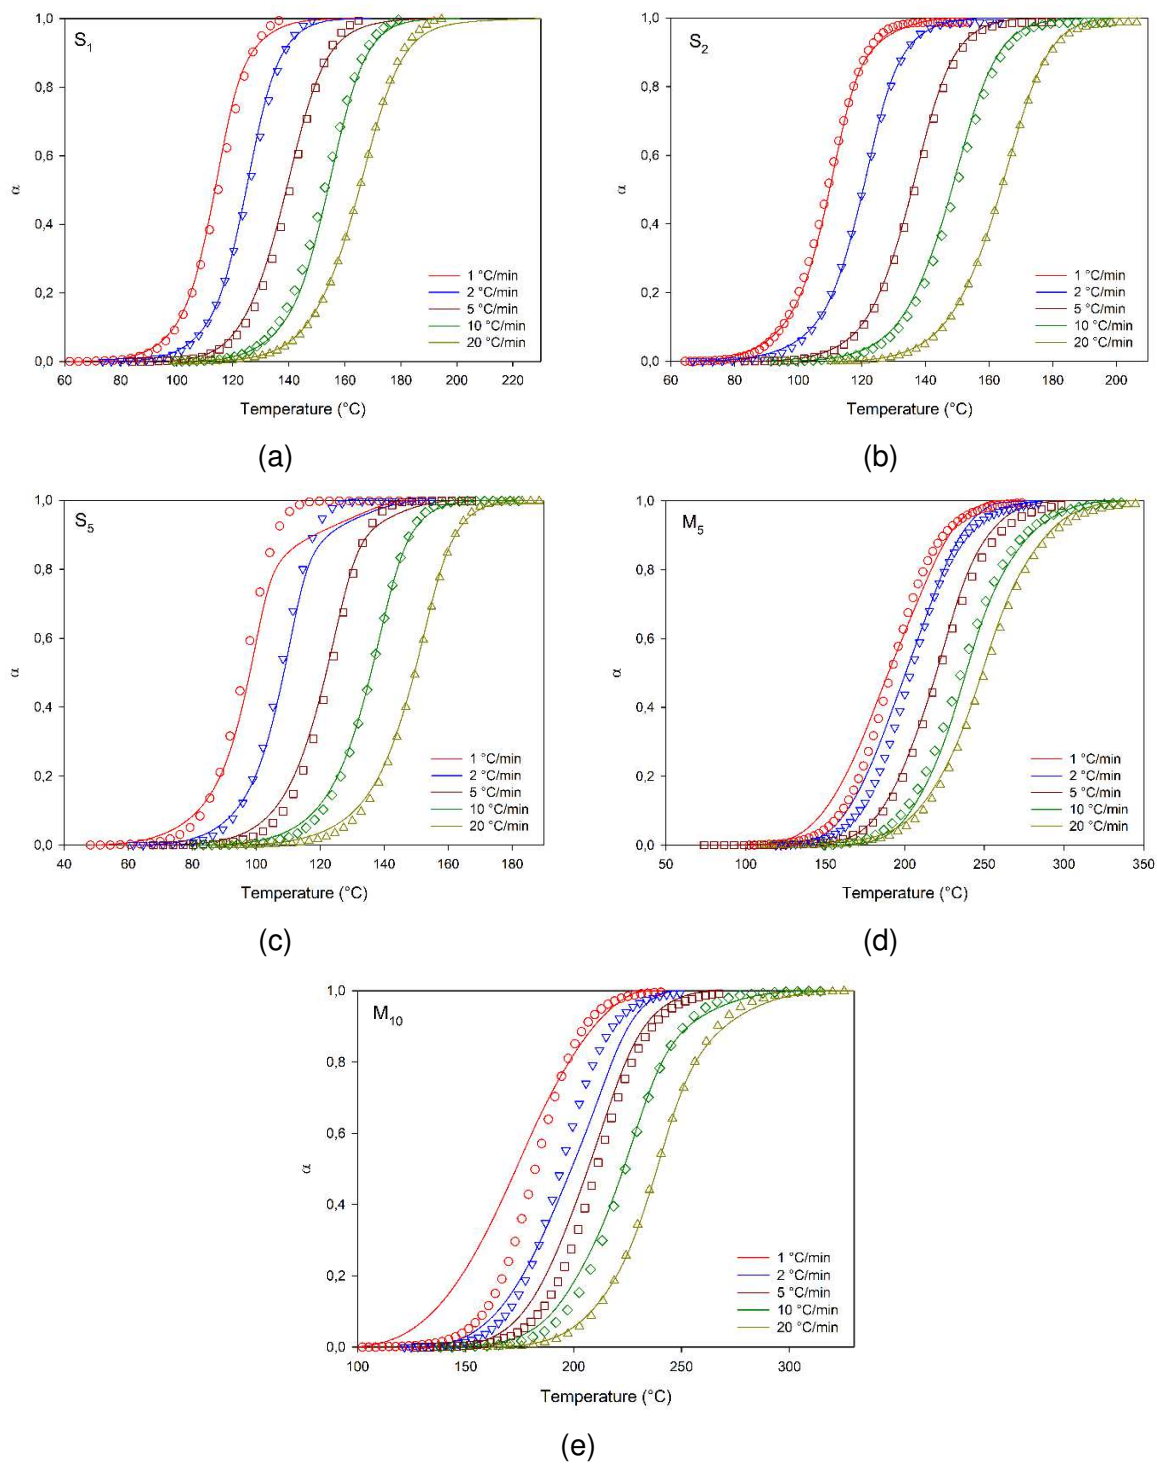 S₁
α
1,0
0,8
0,6
0,4
0,2
0,0
1 °C/min
2 °C/min
5 °C/min
10 °C/min
20 °C/min
60 80 100 120 140 160 180 200 220
Temperature (°C)
(a)
S₂
α
1,0
0,8
0,6
0,4
0,2
0,0
1 °C/min
2 °C/min
5 °C/min
10 °C/min
20 °C/min
60 80 100 120 140 160 180 200
Temperature (°C)
(b)
S₅
α
1,0
0,8
0,6
0,4
0,2
0,0
1 °C/min
2 °C/min
5 °C/min
10 °C/min
20 °C/min
40 60 80 100 120 140 160 180
Temperature (°C)
(c)
M₅
α
1,0
0,8
0,6
0,4
0,2
0,0
1 °C/min
2 °C/min
5 °C/min
10 °C/min
20 °C/min
50 100 150 200 250 300 350
Temperature (°C)
(d)
M₁₀
α
1,0
0,8
0,6
0,4
0,2
0,0
1 °C/min
2 °C/min
5 °C/min
10 °C/min
20 °C/min
100 150 200 250 300
Temperature (°C)
(e)